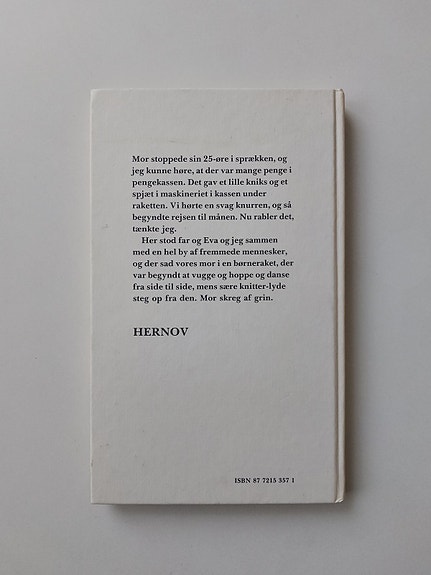 Mor stoppede sin 25-øre i sprækken, og
jeg kunne høre, at der var mange penge i
pengekassen. Det gav et lille kniks og et
spjæt i maskineriet i kassen under
raketten. Vi hørte en svag knurren, og så
begyndte rejsen til månen. Nu rabler det,
tænkte jeg.
Her stod far og Eva og jeg sammen
med en hel by af fremmede mennesker,
og der sad vores mor i en børneraket, der
var begyndt at vugge og hoppe og danse
fra side til side, mens sære knitter-lyde
steg op fra den. Mor skreg af grin.
HERNOV
ISBN 87 7215 357 1